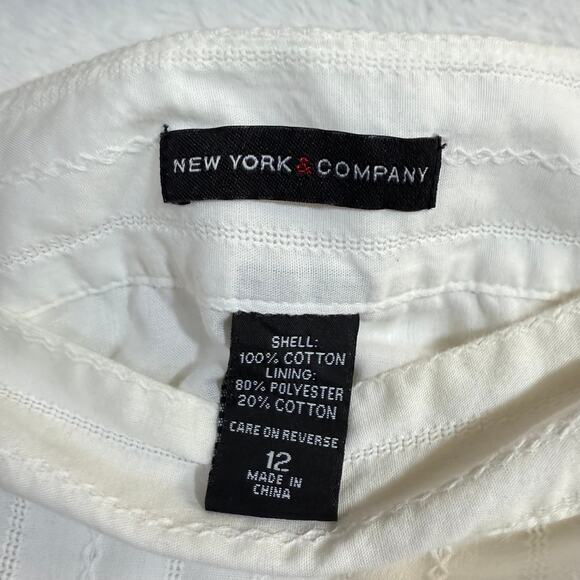 NEW YORK & COMPANY
SHELL:
100% COTTON
LINING:
80% POLYESTER
20% COTTON
CARE ON REVERSE
12
MADE IN
CHINA